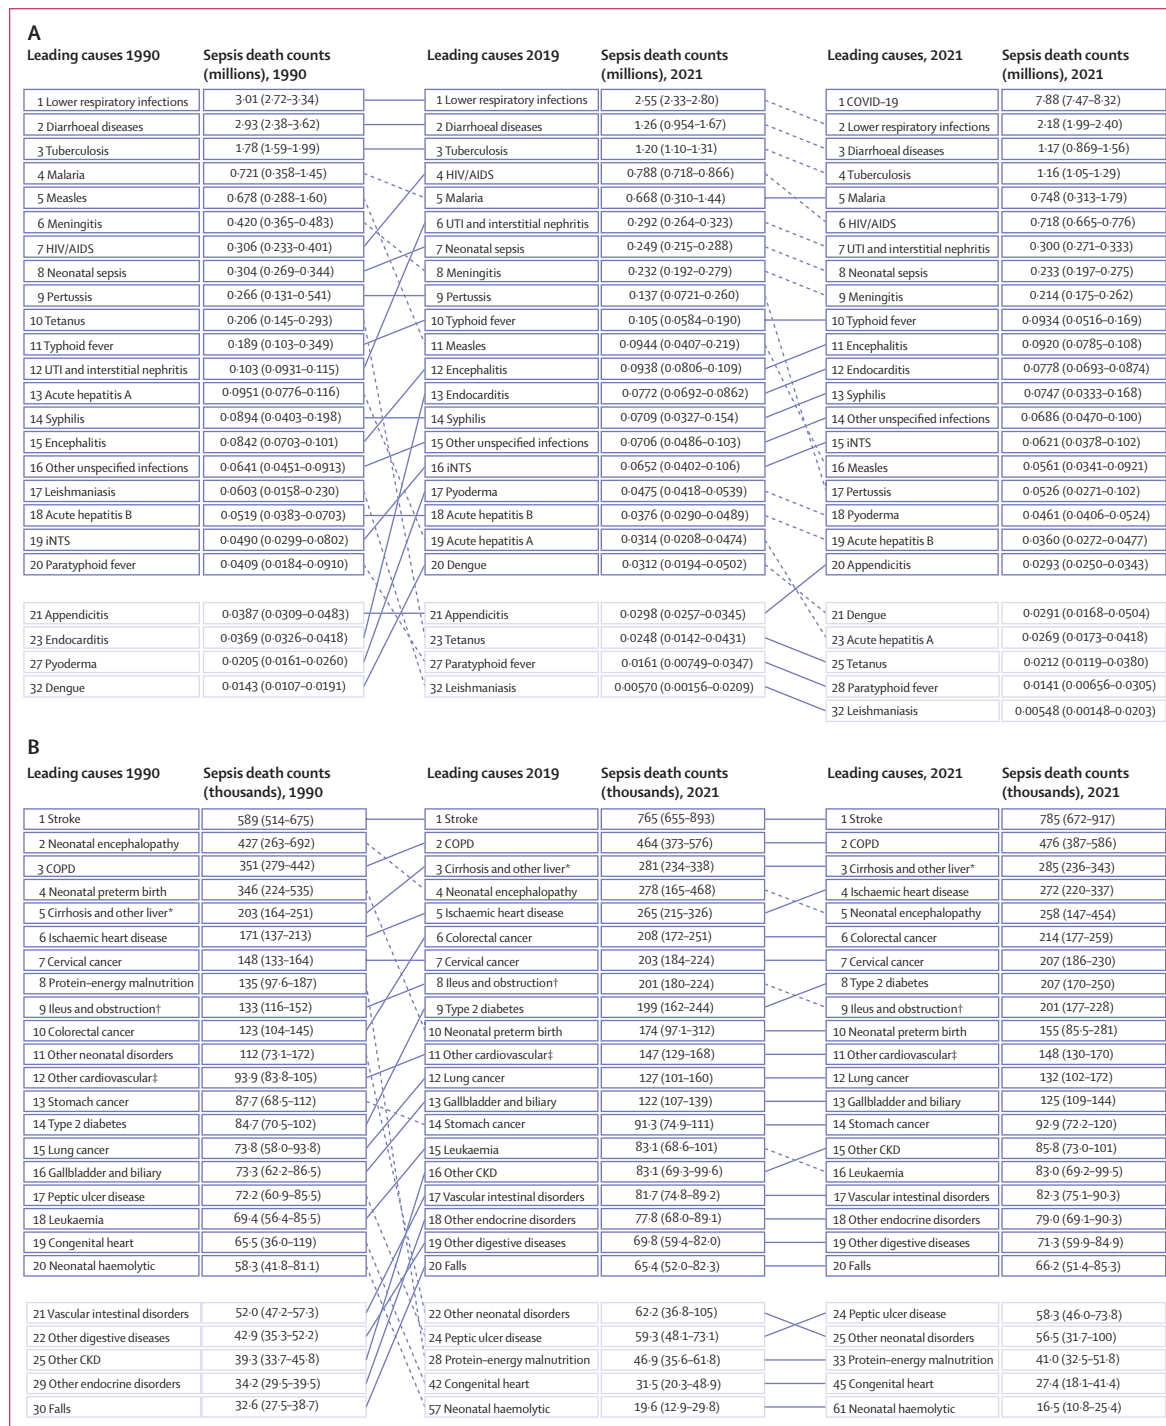 A
Leading causes 1990 Sepsis death counts (millions), 1990 Leading causes 2019 Sepsis death counts (millions), 2021 Leading causes, 2021 Sepsis death counts (millions), 2021
1 Lower respiratory infections 3·01 (2·72–3·34) 1 Lower respiratory infections 2·55 (2·33–2·80) 1 COVID–19 7·88 (7·47–8·32)
2 Diarrhoeal diseases 2·93 (2·38–3·62) 2 Diarrhoeal diseases 1·26 (0·954–1·67) 2 Lower respiratory infections 2·18 (1·99–2·40)
3 Tuberculosis 1·78 (1·59–1·99) 3 Tuberculosis 1·20 (1·10–1·31) 3 Diarrhoeal diseases 1·17 (0·869–1·56)
4 Malaria 0·721 (0·358–1·45) 4 HIV/AIDS 0·788 (0·718–0·866) 4 Tuberculosis 1·16 (1·05–1·29)
5 Measles 0·678 (0·288–1·60) 5 Malaria 0·668 (0·310–1·44) 5 Malaria 0·748 (0·313–1·79)
6 Meningitis 0·420 (0·365–0·483) 6 UTI and interstitial nephritis 0·292 (0·264–0·323) 6 HIV/AIDS 0·718 (0·665–0·776)
7 HIV/AIDS 0·306 (0·233–0·401) 7 Neonatal sepsis 0·249 (0·215–0·288) 7 UTI and interstitial nephritis 0·300 (0·271–0·333)
8 Neonatal sepsis 0·304 (0·269–0·344) 8 Meningitis 0·232 (0·192–0·279) 8 Neonatal sepsis 0·233 (0·197–0·275)
9 Pertussis 0·266 (0·131–0·541) 9 Pertussis 0·137 (0·0721–0·260) 9 Meningitis 0·214 (0·175–0·262)
10 Tetanus 0·206 (0·145–0·293) 10 Typhoid fever 0·105 (0·0584–0·190) 10 Typhoid fever 0·0934 (0·0516–0·169)
11 Typhoid fever 0·189 (0·103–0·349) 11 Measles 0·0944 (0·0407–0·219) 11 Encephalitis 0·0920 (0·0785–0·108)
12 UTI and interstitial nephritis 0·103 (0·0931–0·115) 12 Encephalitis 0·0938 (0·0806–0·109) 12 Endocarditis 0·0778 (0·0693–0·0874)
13 Acute hepatitis A 0·0951 (0·0776–0·116) 13 Endocarditis 0·0772 (0·0692–0·0862) 13 Syphilis 0·0747 (0·0333–0·168)
14 Syphilis 0·0894 (0·0403–0·198) 14 Syphilis 0·0709 (0·0327–0·154) 14 Other unspecified infections 0·0686 (0·0470–0·100)
15 Encephalitis 0·0842 (0·0703–0·101) 15 Other unspecified infections 0·0706 (0·0486–0·103) 15 iNTS 0·0621 (0·0378–0·102)
16 Other unspecified infections 0·0641 (0·0451–0·0913) 16 iNTS 0·0652 (0·0402–0·106) 16 Measles 0·0561 (0·0341–0·0921)
17 Leishmaniasis 0·0603 (0·0158–0·230) 17 Pyoderma 0·0475 (0·0418–0·0539) 17 Pertussis 0·0526 (0·0271–0·102)
18 Acute hepatitis B 0·0519 (0·0383–0·0703) 18 Acute hepatitis B 0·0376 (0·0290–0·0489) 18 Pyoderma 0·0461 (0·0406–0·0524)
19 iNTS 0·0490 (0·0299–0·0802) 19 Acute hepatitis A 0·0314 (0·0208–0·0474) 19 Acute hepatitis B 0·0360 (0·0272–0·0477)
20 Paratyphoid fever 0·0409 (0·0184–0·0910) 20 Dengue 0·0312 (0·0194–0·0502) 20 Appendicitis 0·0293 (0·0250–0·0343)
21 Appendicitis 0·0387 (0·0309–0·0483) 21 Appendicitis 0·0298 (0·0257–0·0345) 21 Dengue 0·0291 (0·0168–0·0504)
23 Endocarditis 0·0369 (0·0326–0·0418) 23 Tetanus 0·0248 (0·0142–0·0431) 23 Acute hepatitis A 0·0269 (0·0173–0·0418)
27 Pyoderma 0·0205 (0·0161–0·0260) 27 Paratyphoid fever 0·0161 (0·00749–0·0347) 25 Tetanus 0·0212 (0·0119–0·0380)
32 Dengue 0·0143 (0·0107–0·0191) 32 Leishmaniasis 0·00570 (0·00156–0·0209) 28 Paratyphoid fever 0·0141 (0·00656–0·0305)
32 Leishmaniasis 0·00548 (0·00148–0·0203)
B
Leading causes 1990 Sepsis death counts (thousands), 1990 Leading causes 2019 Sepsis death counts (thousands), 2021 Leading causes, 2021 Sepsis death counts (thousands), 2021
1 Stroke 589 (514–675) 1 Stroke 765 (655–893) 1 Stroke 785 (672–917)
2 Neonatal encephalopathy 427 (263–692) 2 COPD 464 (373–576) 2 COPD 476 (387–586)
3 COPD 351 (279–442) 3 Cirrhosis and other liver* 281 (234–338) 3 Cirrhosis and other liver* 285 (236–343)
4 Neonatal preterm birth 346 (224–535) 4 Neonatal encephalopathy 278 (165–468) 4 Ischaemic heart disease 272 (220–337)
5 Cirrhosis and other liver* 203 (164–251) 5 Ischaemic heart disease 265 (215–326) 5 Neonatal encephalopathy 258 (147–454)
6 Ischaemic heart disease 171 (137–213) 6 Colorectal cancer 208 (172–251) 6 Colorectal cancer 214 (177–259)
7 Cervical cancer 148 (133–164) 7 Cervical cancer 203 (184–224) 7 Cervical cancer 207 (186–230)
8 Protein–energy malnutrition 135 (97·6–187) 8 Ileus and obstruction† 201 (180–224) 8 Type 2 diabetes 207 (170–250)
9 Ileus and obstruction† 133 (116–152) 9 Type 2 diabetes 199 (162–244) 9 Ileus and obstruction† 201 (177–228)
10 Colorectal cancer 123 (104–145) 10 Neonatal preterm birth 174 (97·1–312) 10 Neonatal preterm birth 155 (85·5–281)
11 Other neonatal disorders 112 (73·1–172) 11 Other cardiovascular‡ 147 (129–168) 11 Other cardiovascular‡ 148 (130–170)
12 Other cardiovascular‡ 93·9 (83·8–105) 12 Lung cancer 127 (101–160) 12 Lung cancer 132 (102–172)
13 Stomach cancer 87·7 (68·5–112) 13 Gallbladder and biliary 122 (107–139) 13 Gallbladder and biliary 125 (109–144)
14 Type 2 diabetes 84·7 (70·5–102) 14 Stomach cancer 91·3 (74·9–111) 14 Stomach cancer 92·9 (72·2–120)
15 Lung cancer 73·8 (58·0–93·8) 15 Leukaemia 83·1 (68·6–101) 15 Other CKD 85·8 (73·0–101)
16 Gallbladder and biliary 73·3 (62·2–86·5) 16 Other CKD 83·1 (69·3–99·6) 16 Leukaemia 83·0 (69·2–99·5)
17 Peptic ulcer disease 72·2 (60·9–85·5) 17 Vascular intestinal disorders 81·7 (74·8–89·2) 17 Vascular intestinal disorders 82·3 (75·1–90·3)
18 Leukaemia 69·4 (56·4–85·5) 18 Other endocrine disorders 77·8 (68·0–89·1) 18 Other endocrine disorders 79·0 (69·1–90·3)
19 Congenital heart 65·5 (36·0–119) 19 Other digestive diseases 69·8 (59·4–82·0) 19 Other digestive diseases 71·3 (59·9–84·9)
20 Neonatal haemolytic 58·3 (41·8–81·1) 20 Falls 65·4 (52·0–82·3) 20 Falls 66·2 (51·4–85·3)
21 Vascular intestinal disorders 52·0 (47·2–57·3) 22 Other neonatal disorders 62·2 (36·8–105) 24 Peptic ulcer disease 58·3 (46·0–73·8)
22 Other digestive diseases 42·9 (35·3–52·2) 24 Peptic ulcer disease 59·3 (48·1–73·1) 25 Other neonatal disorders 56·5 (31·7–100)
25 Other CKD 39·3 (33·7–45·8) 28 Protein–energy malnutrition 46·9 (35·6–61·8) 33 Protein–energy malnutrition 41·0 (32·5–51·8)
29 Other endocrine disorders 34·2 (29·5–39·5) 42 Congenital heart 31·5 (20·3–48·9) 45 Congenital heart 27·4 (18·1–41·4)
30 Falls 32·6 (27·5–38·7) 57 Neonatal haemolytic 19·6 (12·9–29·8) 61 Neonatal haemolytic 16·5 (10·8–25·4)